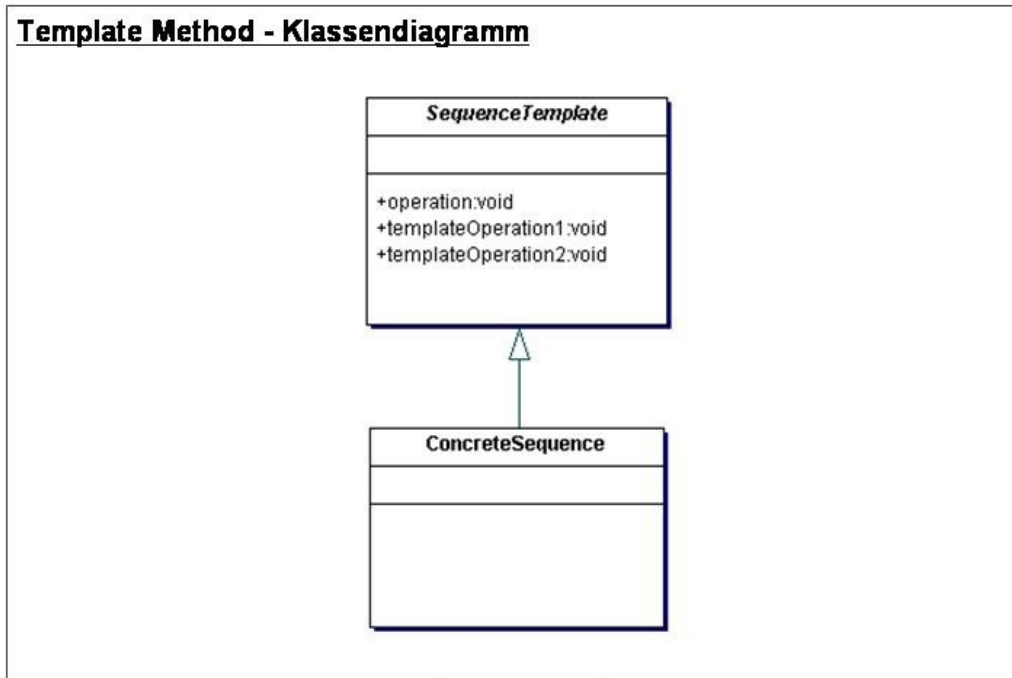 Template Method - Klassendiagramm
SequenceTemplate
+operation:void
+templateOperation1:void
+templateOperation2:void
ConcreteSequence